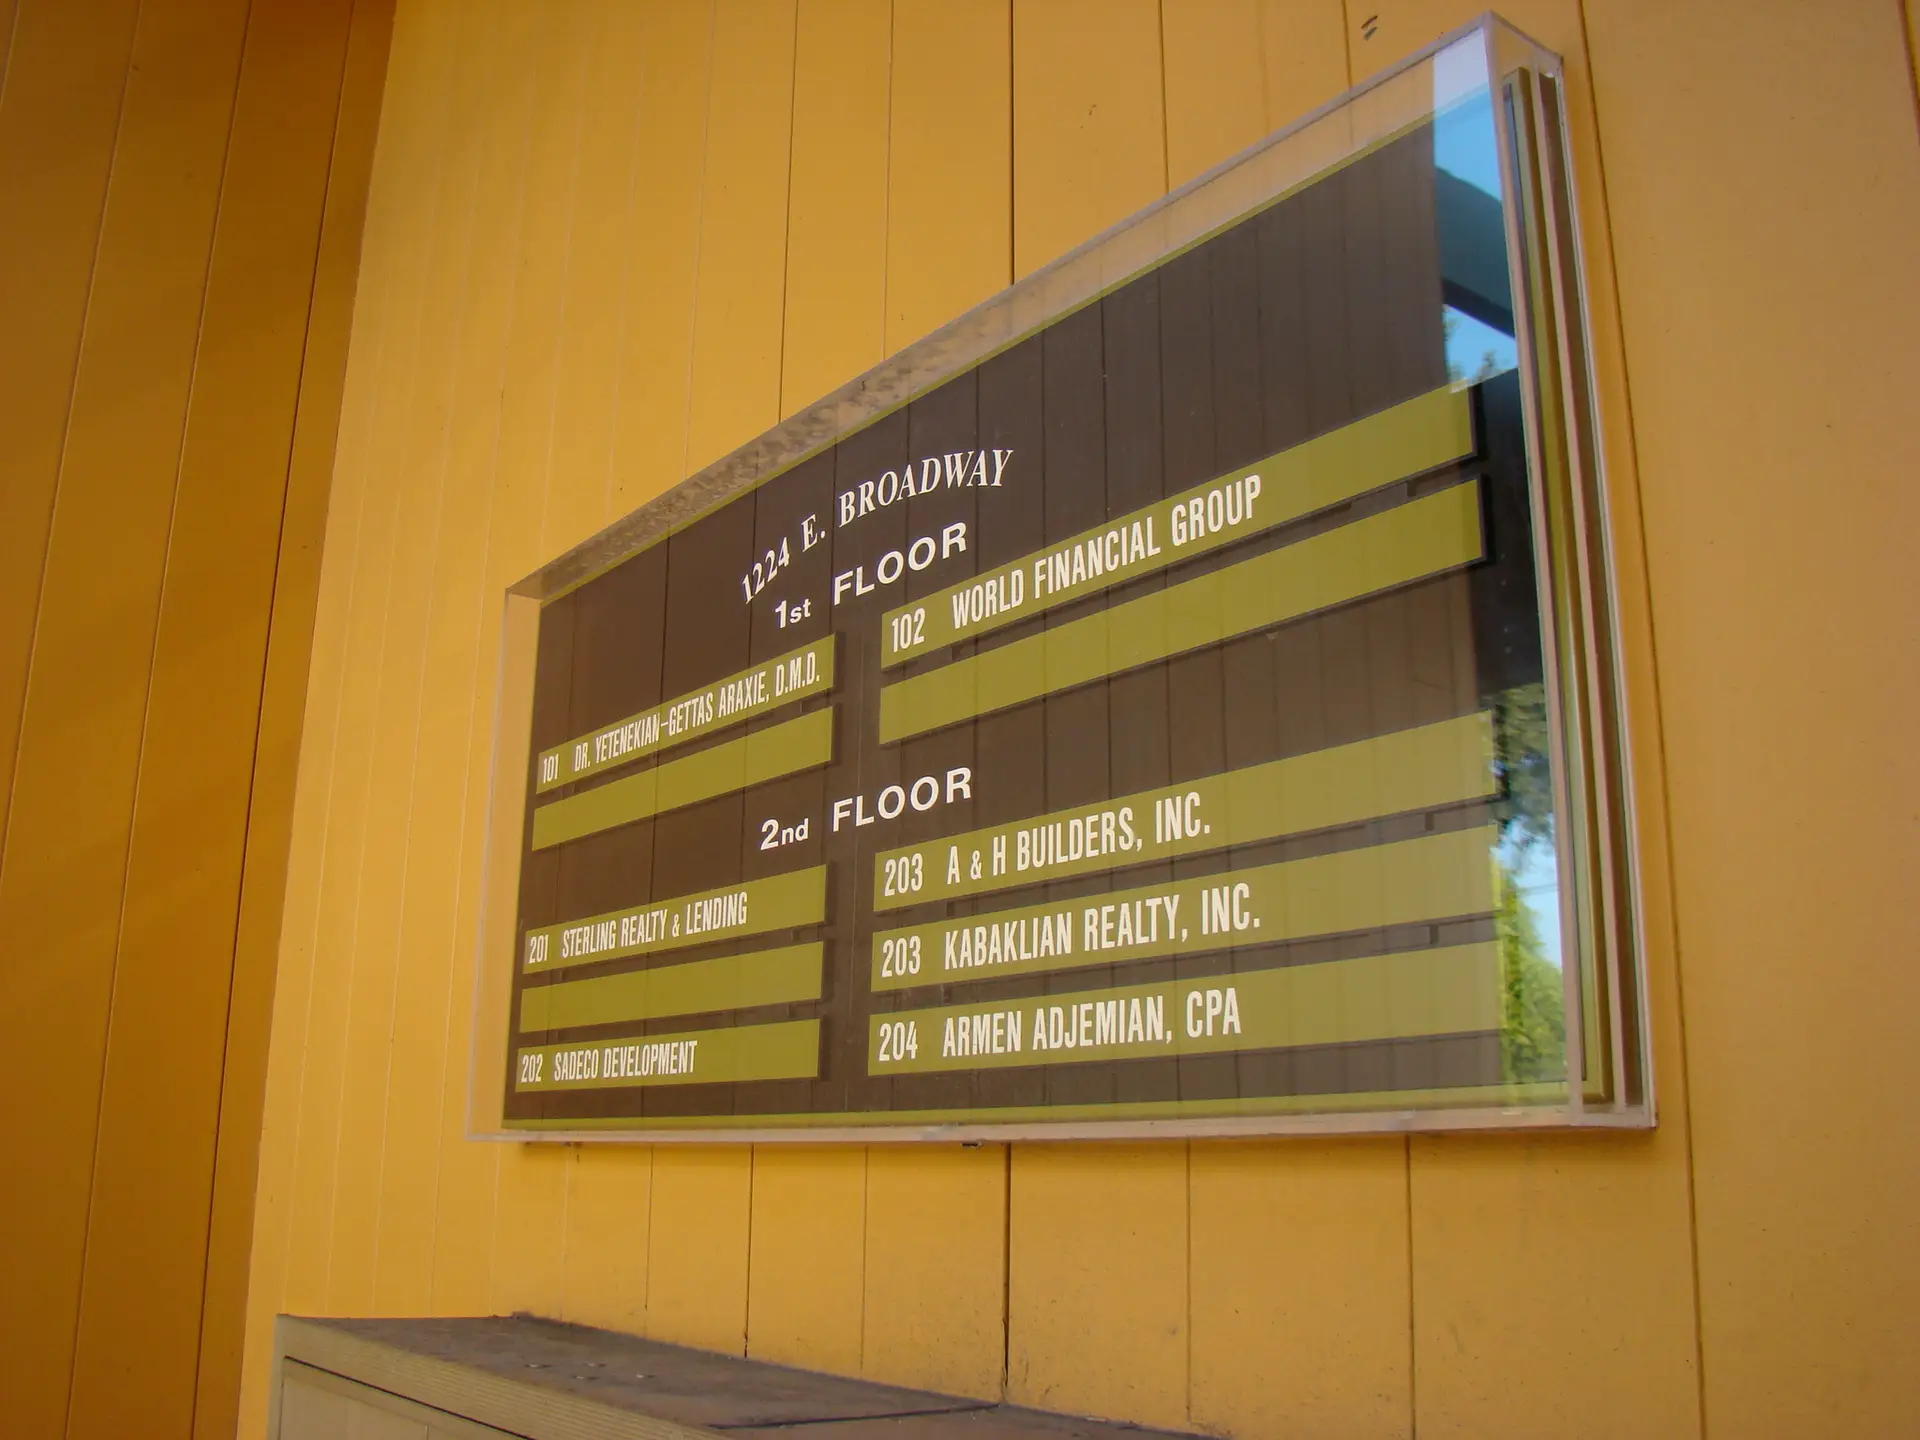 1224 E. BROADWAY
1st FLOOR
101 DR. YETENEKIAN-GETTAS ARAXIE, D.M.D.
102 WORLD FINANCIAL GROUP
2nd FLOOR
201 STERLING REALTY & LENDING
202 SADECO DEVELOPMENT
203 A & H BUILDERS, INC.
203 KABAKLIAN REALTY, INC.
204 ARMEN ADJEMIAN, CPA